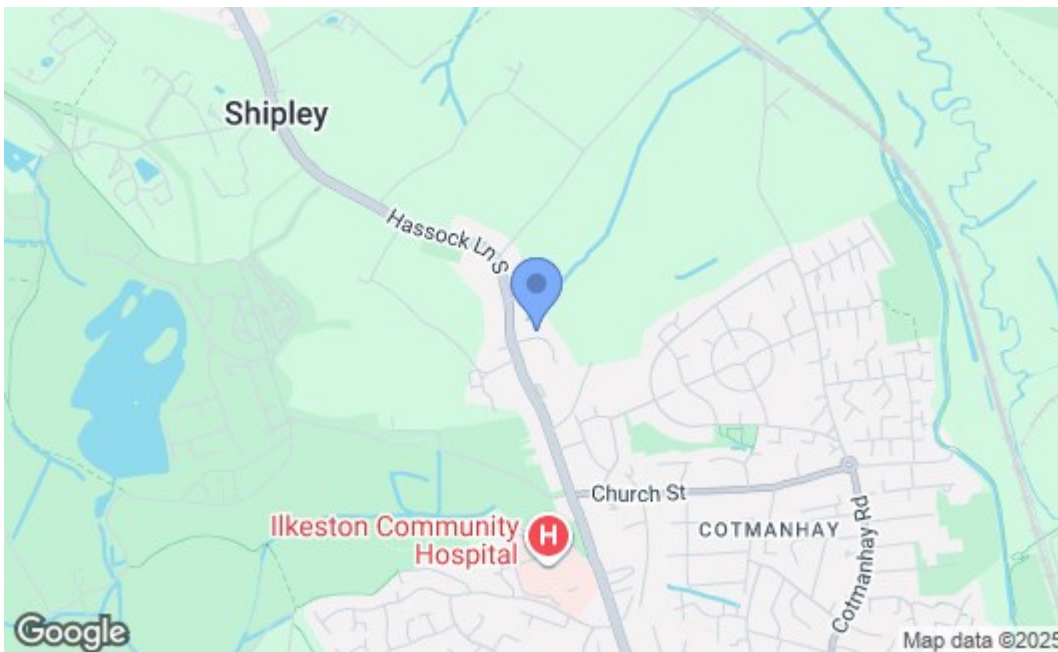 Shipley
Hassock Ln S
Church St
Ilkeston Community
Hospital
H
COTMANHAY
Cotmanhay Rd
Google
Map data ©2025